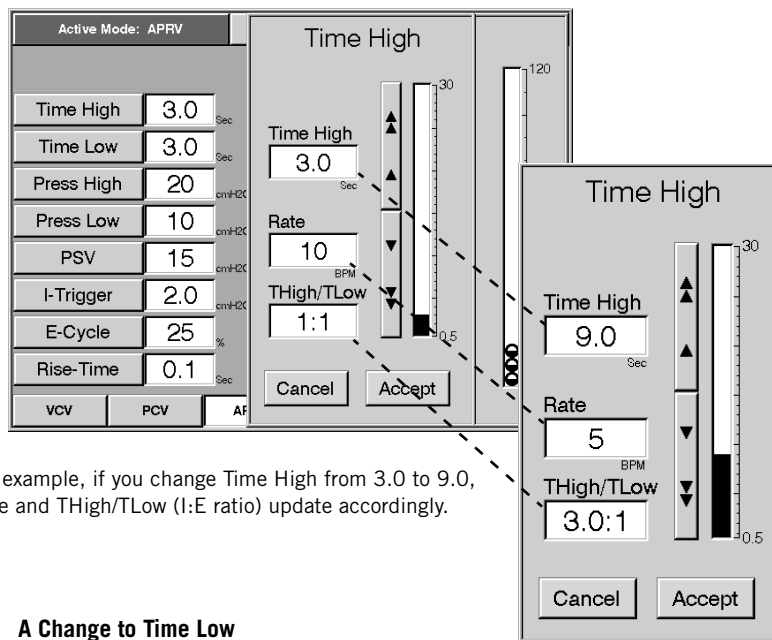 Active Mode: APRV
Time High 3.0 Sec
Time Low 3.0 Sec
Press High 20 cmH2O
Press Low 10 cmH2O
PSV 15 cmH2O
I-Trigger 2.0 cmH2O
E-Cycle 25 %
Rise-Time 0.1 Sec
VCV PCV AP
Time High
30
Time High
3.0
Sec
Rate
10
BPM
THigh/TLow
1:1
0.5
Cancel Accept
120
Time High
30
Time High
9.0
Sec
Rate
5
BPM
THigh/TLow
3.0:1
0.5
Cancel Accept
example, if you change Time High from 3.0 to 9.0,
e and THigh/TLow (I:E ratio) update accordingly.
A Change to Time Low